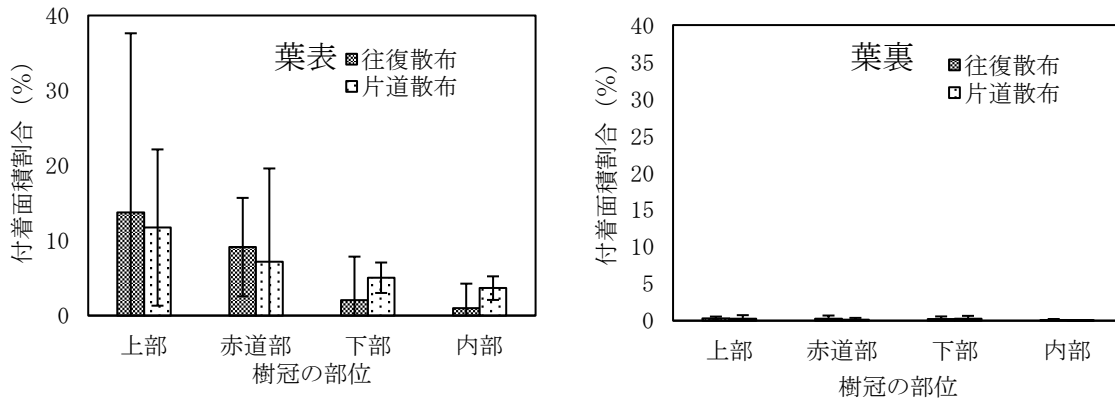 付着面積割合（%）
40
30
20
10
0
葉表
往復散布
片道散布
上部 赤道部 下部 内部
樹冠の部位
付着面積割合（%）
40
35
30
25
20
15
10
5
0
葉裏
往復散布
片道散布
上部 赤道部 下部 内部
樹冠の部位